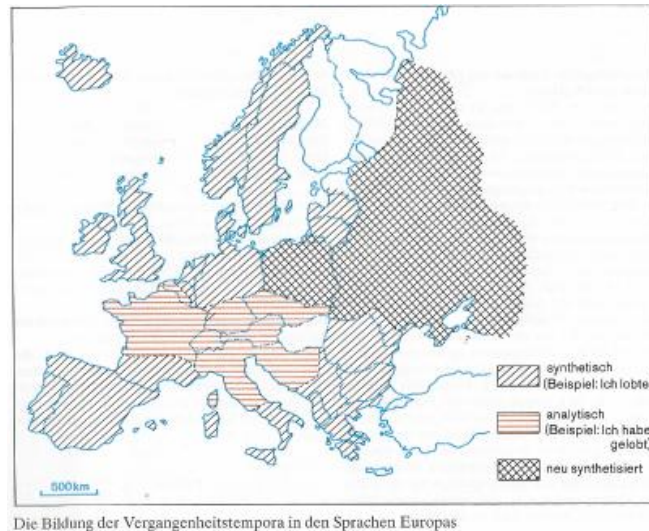 synthetisch
(Beispiel: Ich lobte)
analytisch
(Beispiel: Ich habe
gelobt)
neu synthetisiert
500km
Die Bildung der Vergangenheitstempora in den Sprachen Europas